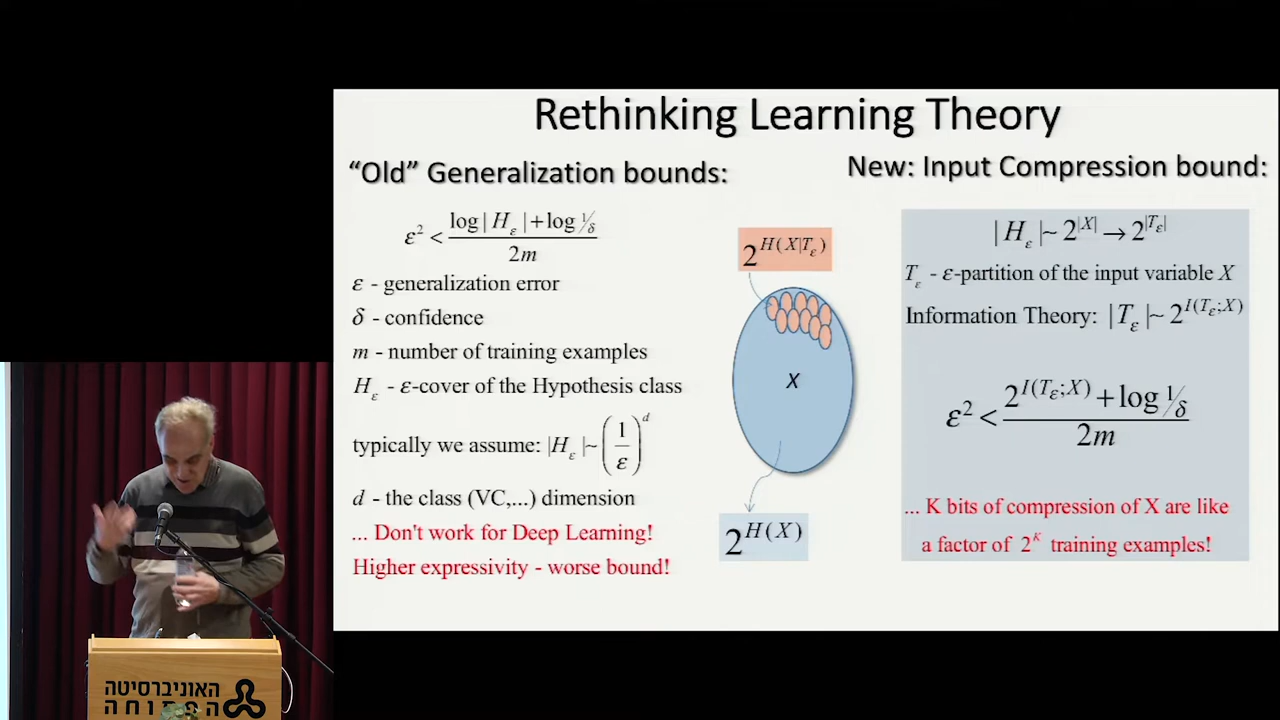 Rethinking Learning Theory
“Old” Generalization bounds:
ε² < (log | H_ε | + log 1/δ) / 2m
ε - generalization error
δ - confidence
m - number of training examples
H_ε - ε-cover of the Hypothesis class
typically we assume: |H_ε| ~ (1/ε)^d
d - the class (VC,...) dimension
... Don't work for Deep Learning!
Higher expressivity - worse bound!
2^{H(X|T_ε)}
X
2^{H(X)}
New: Input Compression bound:
| H_ε | ~ 2^{|X|} → 2^{|T_ε|}
T_ε - ε-partition of the input variable X
Information Theory: | T_ε | ~ 2^{I(T_ε;X)}
ε² < (2^{I(T_ε;X)} + log 1/δ) / 2m
... K bits of compression of X are like
a factor of 2^K training examples!
האוניברסיטה
הפתוחה